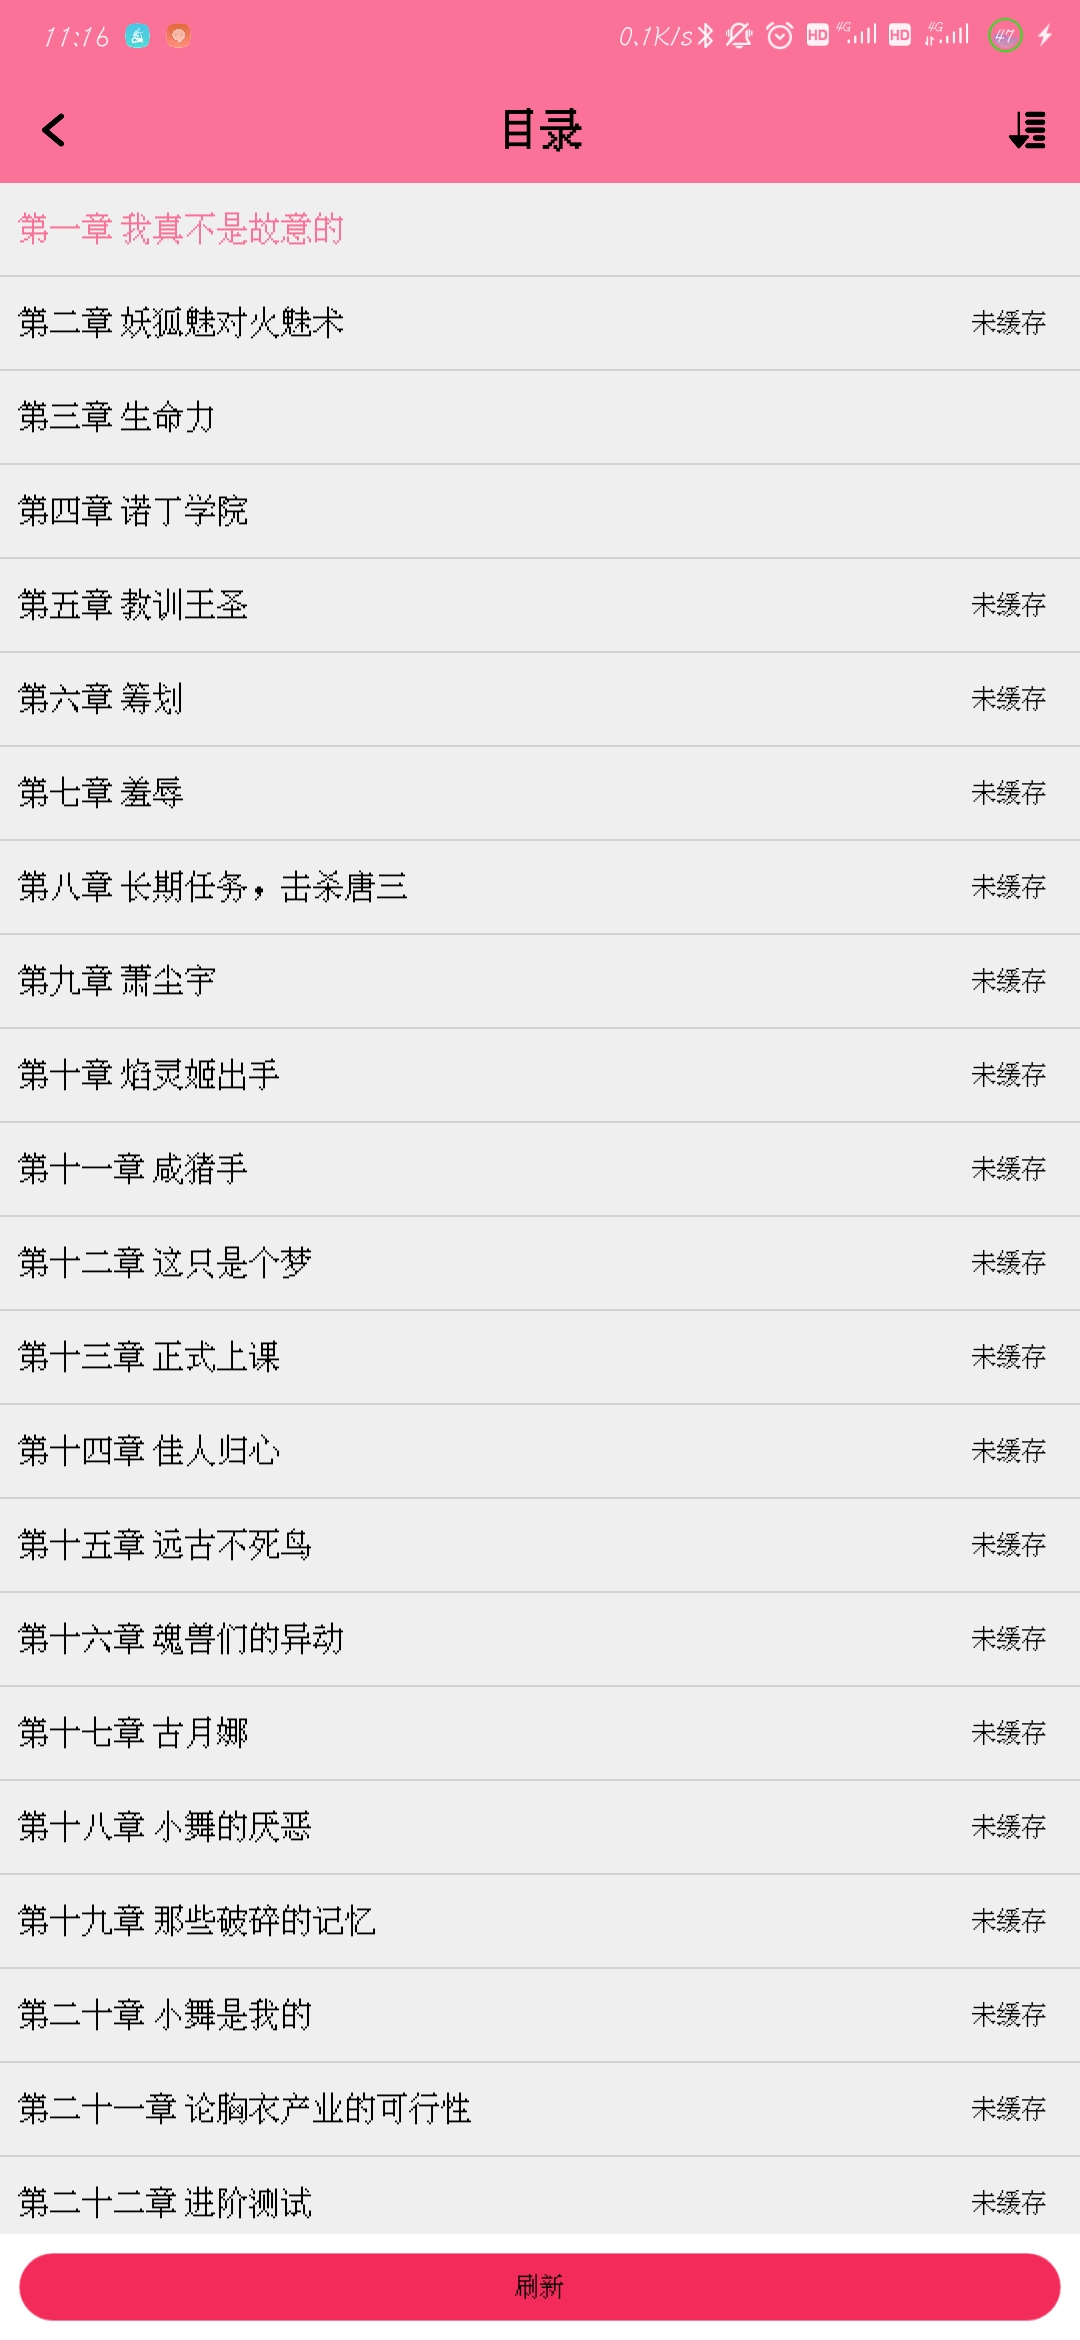 11:16 0.1K/s HD 4G HD 4G 47
目录
第一章 我真不是故意的
第二章 妖狐魅对火魅术 未缓存
第三章 生命力
第四章 诺丁学院
第五章 教训王圣 未缓存
第六章 筹划 未缓存
第七章 羞辱 未缓存
第八章 长期任务，击杀唐三 未缓存
第九章 萧尘宇 未缓存
第十章 焰灵姬出手 未缓存
第十一章 咸猪手 未缓存
第十二章 这只是个梦 未缓存
第十三章 正式上课 未缓存
第十四章 佳人归心 未缓存
第十五章 远古不死鸟 未缓存
第十六章 魂兽们的异动 未缓存
第十七章 古月娜 未缓存
第十八章 小舞的厌恶 未缓存
第十九章 那些破碎的记忆 未缓存
第二十章 小舞是我的 未缓存
第二十一章 论胸衣产业的可行性 未缓存
第二十二章 进阶测试 未缓存
刷新